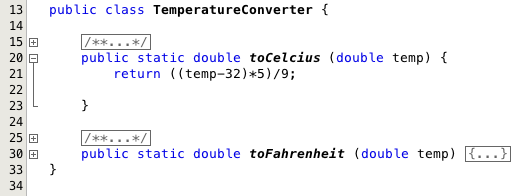 13 public class TemperatureConverter {
14
15 /**...*/
20 public static double toCelcius (double temp) {
21 return ((temp-32)*5)/9;
22
23 }
24
25 /**...*/
30 public static double toFahrenheit (double temp) {...}
33 }
34